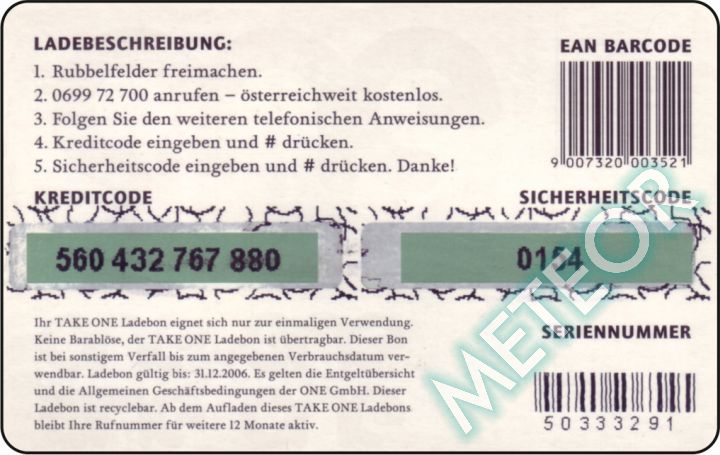 LADEBESCHREIBUNG:
1. Rubbelfelder freimachen.
2. 0699 72 700 anrufen – österreichweit kostenlos.
3. Folgen Sie den weiteren telefonischen Anweisungen.
4. Kreditcode eingeben und # drücken.
5. Sicherheitscode eingeben und # drücken. Danke!
EAN BARCODE
9 007320 003521
KREDITCODE
560 432 767 880
SICHERHEITSCODE
0164
Ihr TAKE ONE Ladebon eignet sich nur zur einmaligen Verwendung.
Keine Barablöse, der TAKE ONE Ladebon ist übertragbar. Dieser Bon
ist bei sonstigem Verfall bis zum angegebenen Verbrauchsdatum ver-
wendbar. Ladebon gültig bis: 31.12.2006. Es gelten die Entgeltübersicht
und die Allgemeinen Geschäftsbedingungen der ONE GmbH. Dieser
Ladebon ist recyclebar. Ab dem Aufladen dieses TAKE ONE Ladebons
bleibt Ihre Rufnummer für weitere 12 Monate aktiv.
SERIENNUMMER
50333291
METEOR